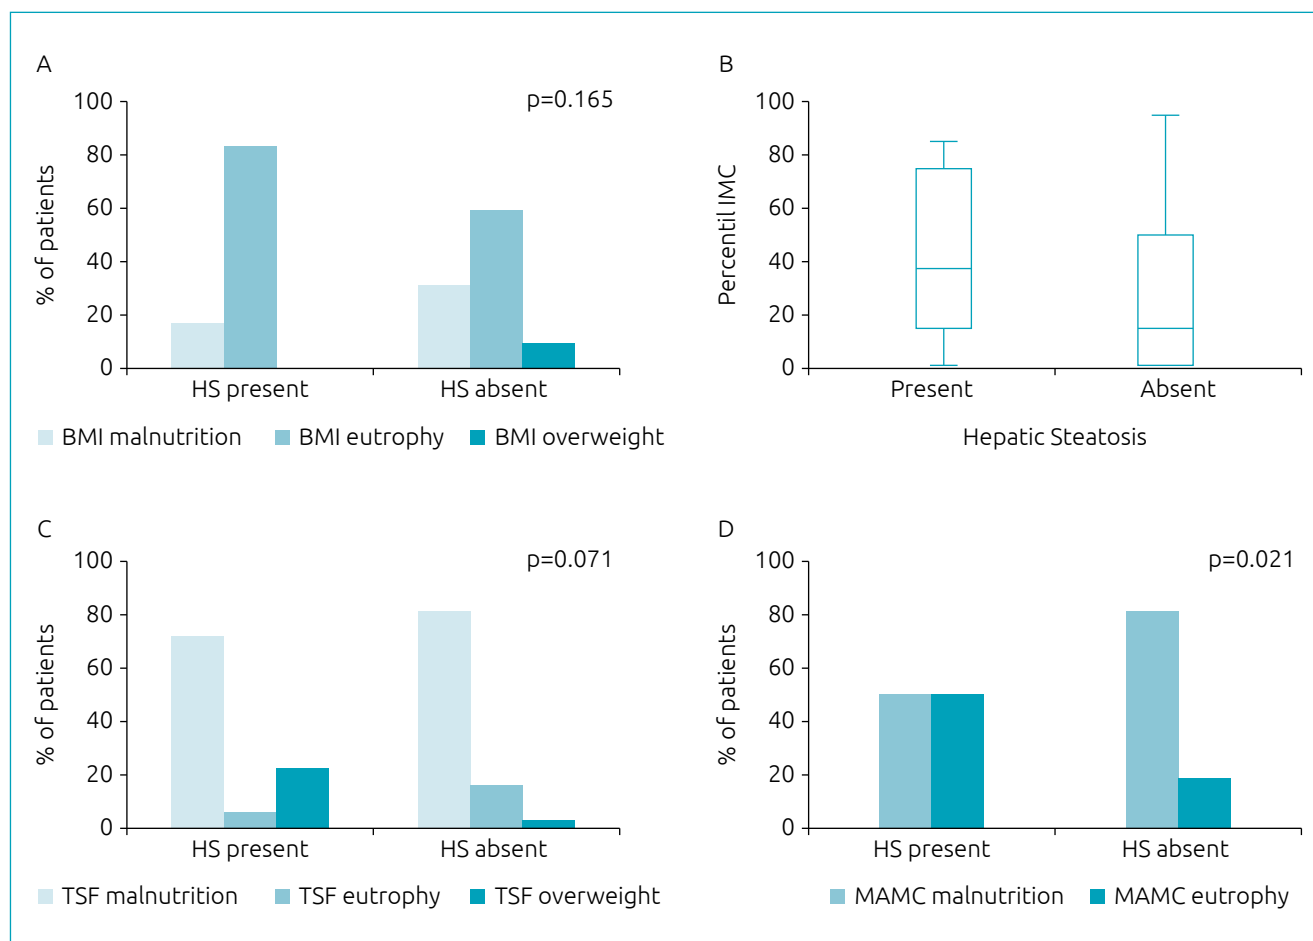 A
p=0.165
% of patients
100
80
60
40
20
0
HS present HS absent
BMI malnutrition BMI eutrophy BMI overweight
B
Percentil IMC
100
80
60
40
20
0
Present Absent
Hepatic Steatosis
C
p=0.071
% of patients
100
80
60
40
20
0
HS present HS absent
TSF malnutrition TSF eutrophy TSF overweight
D
p=0.021
% of patients
100
80
60
40
20
0
HS present HS absent
MAMC malnutrition MAMC eutrophy